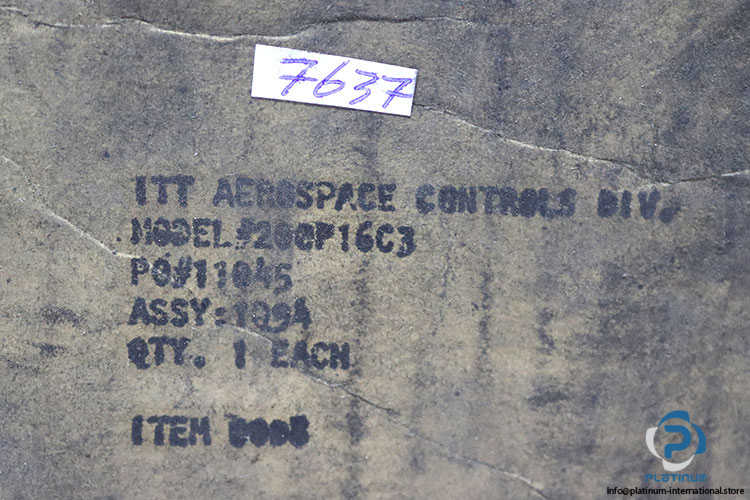 7637
ITT AEROSPACE CONTROLS DIV.
MODEL#200P16C3
PO#11045
ASSY:1094
QTY. 1 EACH
ITEM CODE
PLATINUM
Info@platinum-international.store